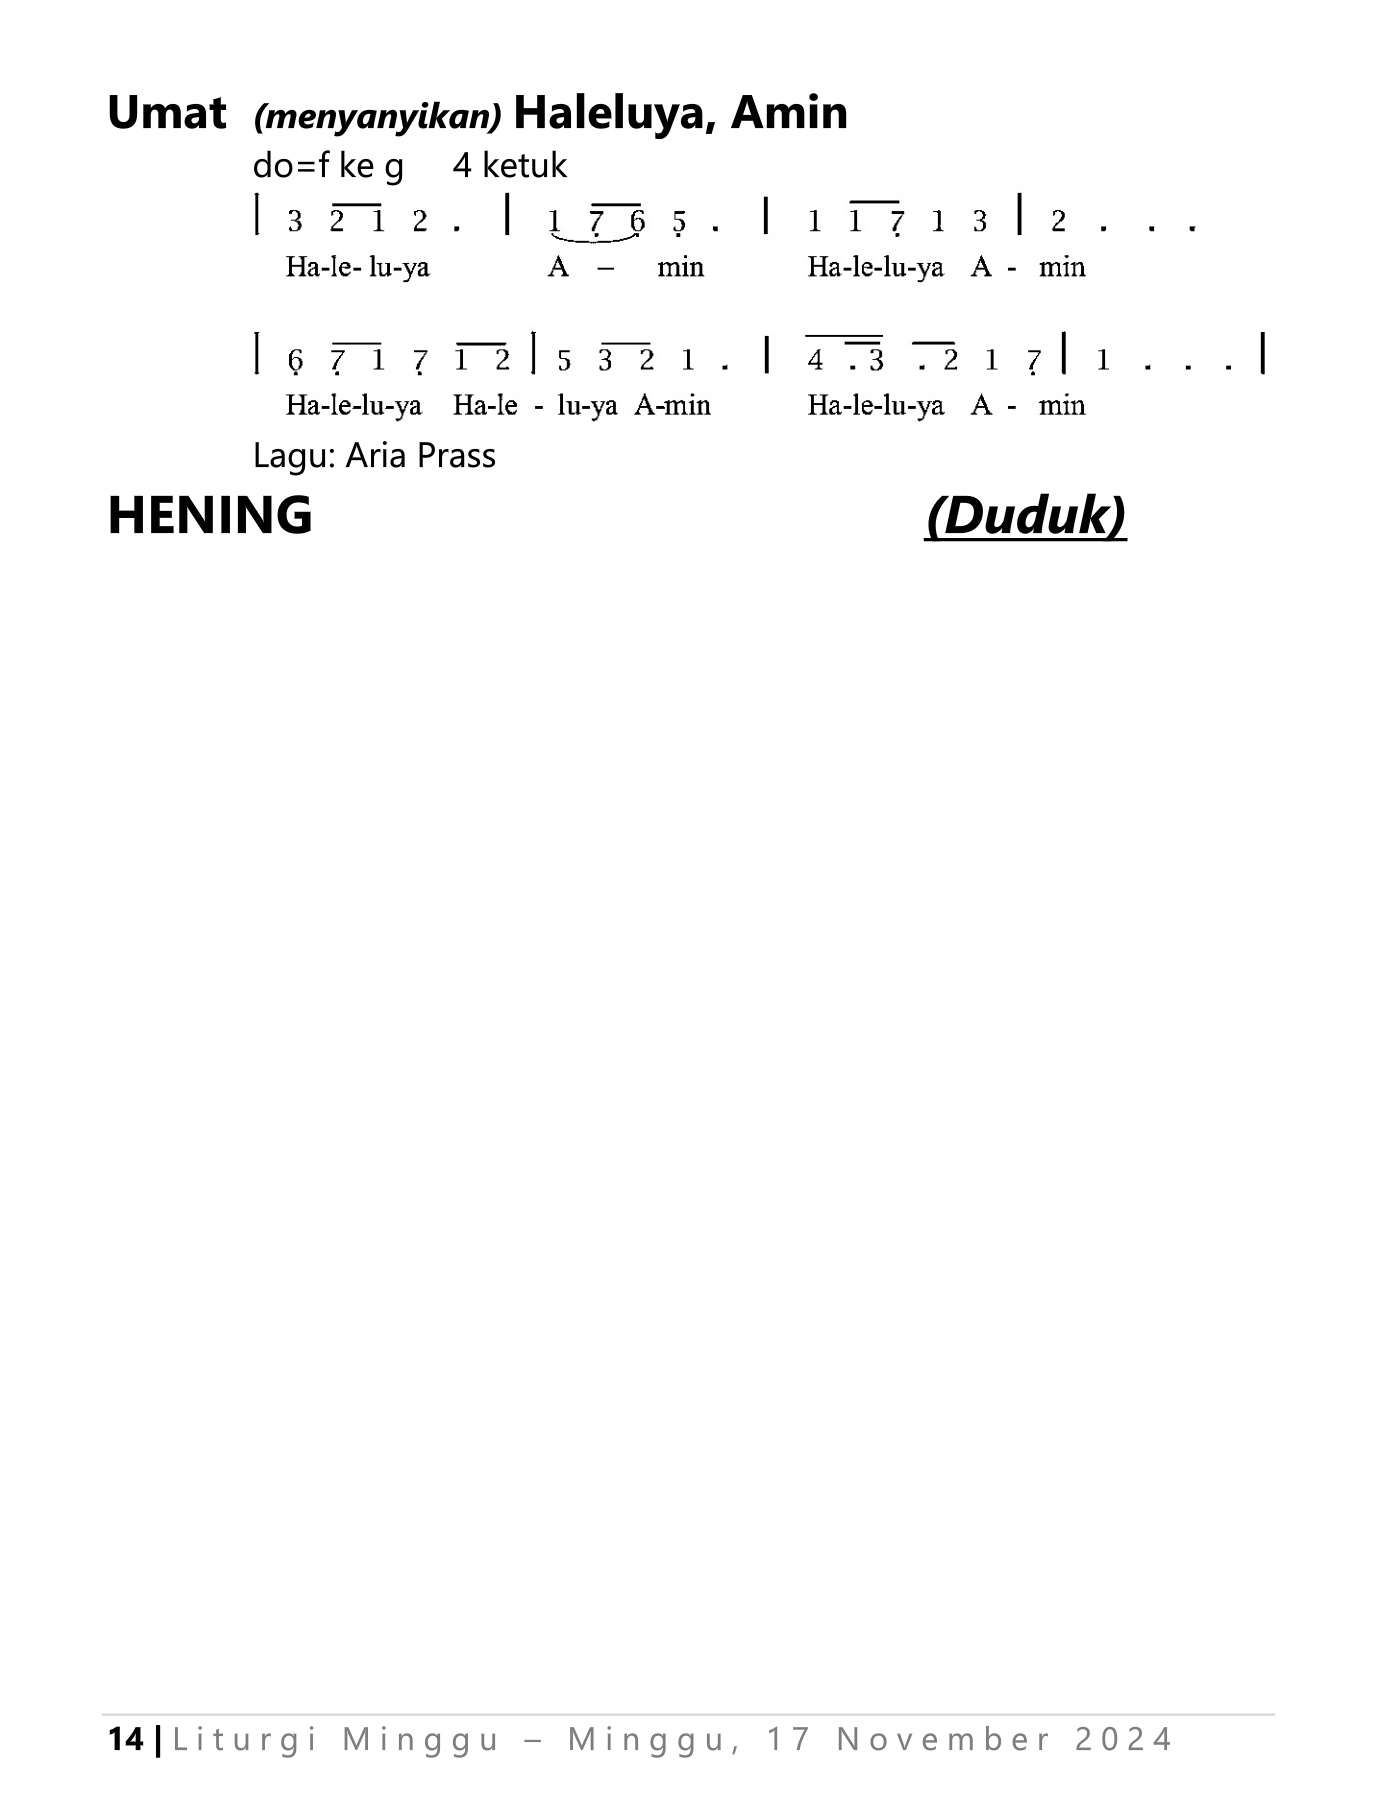 Umat (menyanyikan) Haleluya, Amin
do=f ke g 4 ketuk
| 3 2 1 2 . | 1 7̣ 6̣ 5̣ . | 1 1 7̣ 1 3 | 2 . . .
Ha-le- lu-ya A – min Ha-le-lu-ya A - min
| 6̣ 7̣ 1 7̣ 1 2 | 5 3 2 1 . | 4 . 3 . 2 1 7̣ | 1 . . . |
Ha-le-lu-ya Ha-le - lu-ya A-min Ha-le-lu-ya A - min
Lagu: Aria Prass
HENING (Duduk)
14 | Liturgi Minggu – Minggu, 17 November 2024